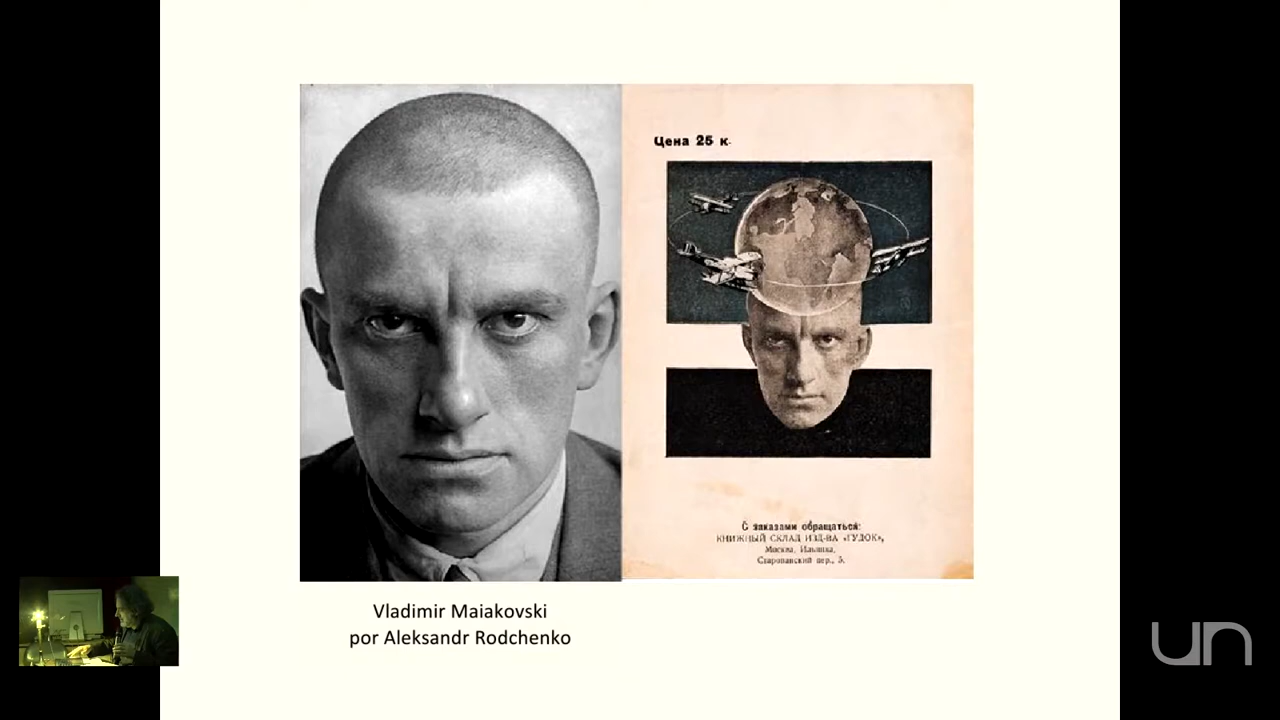 Цена 25 к.
С заказами обращаться:
КНИЖНЫЙ СКЛАД ИЗД-ВА «ГУДОК»,
Москва, Ильинка,
Старопанский пер., 5.
Vladimir Maiakovski
por Aleksandr Rodchenko
un